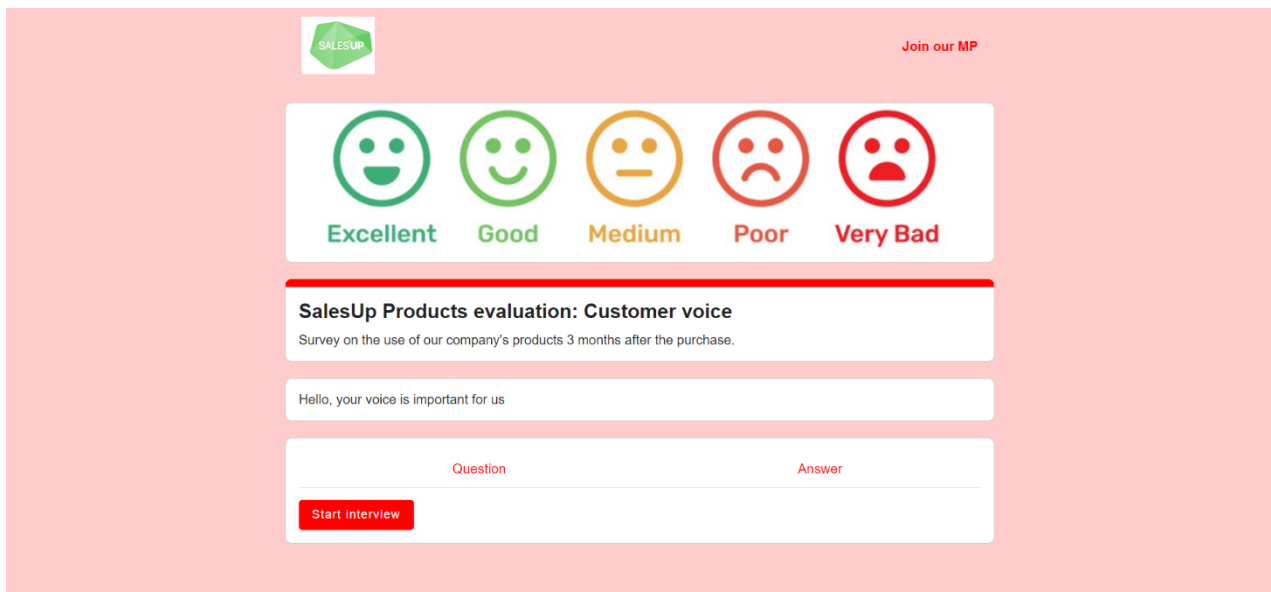 SALES'UP
Join our MP
Excellent Good Medium Poor Very Bad
SalesUp Products evaluation: Customer voice
Survey on the use of our company's products 3 months after the purchase.
Hello, your voice is important for us
Question Answer
Start interview